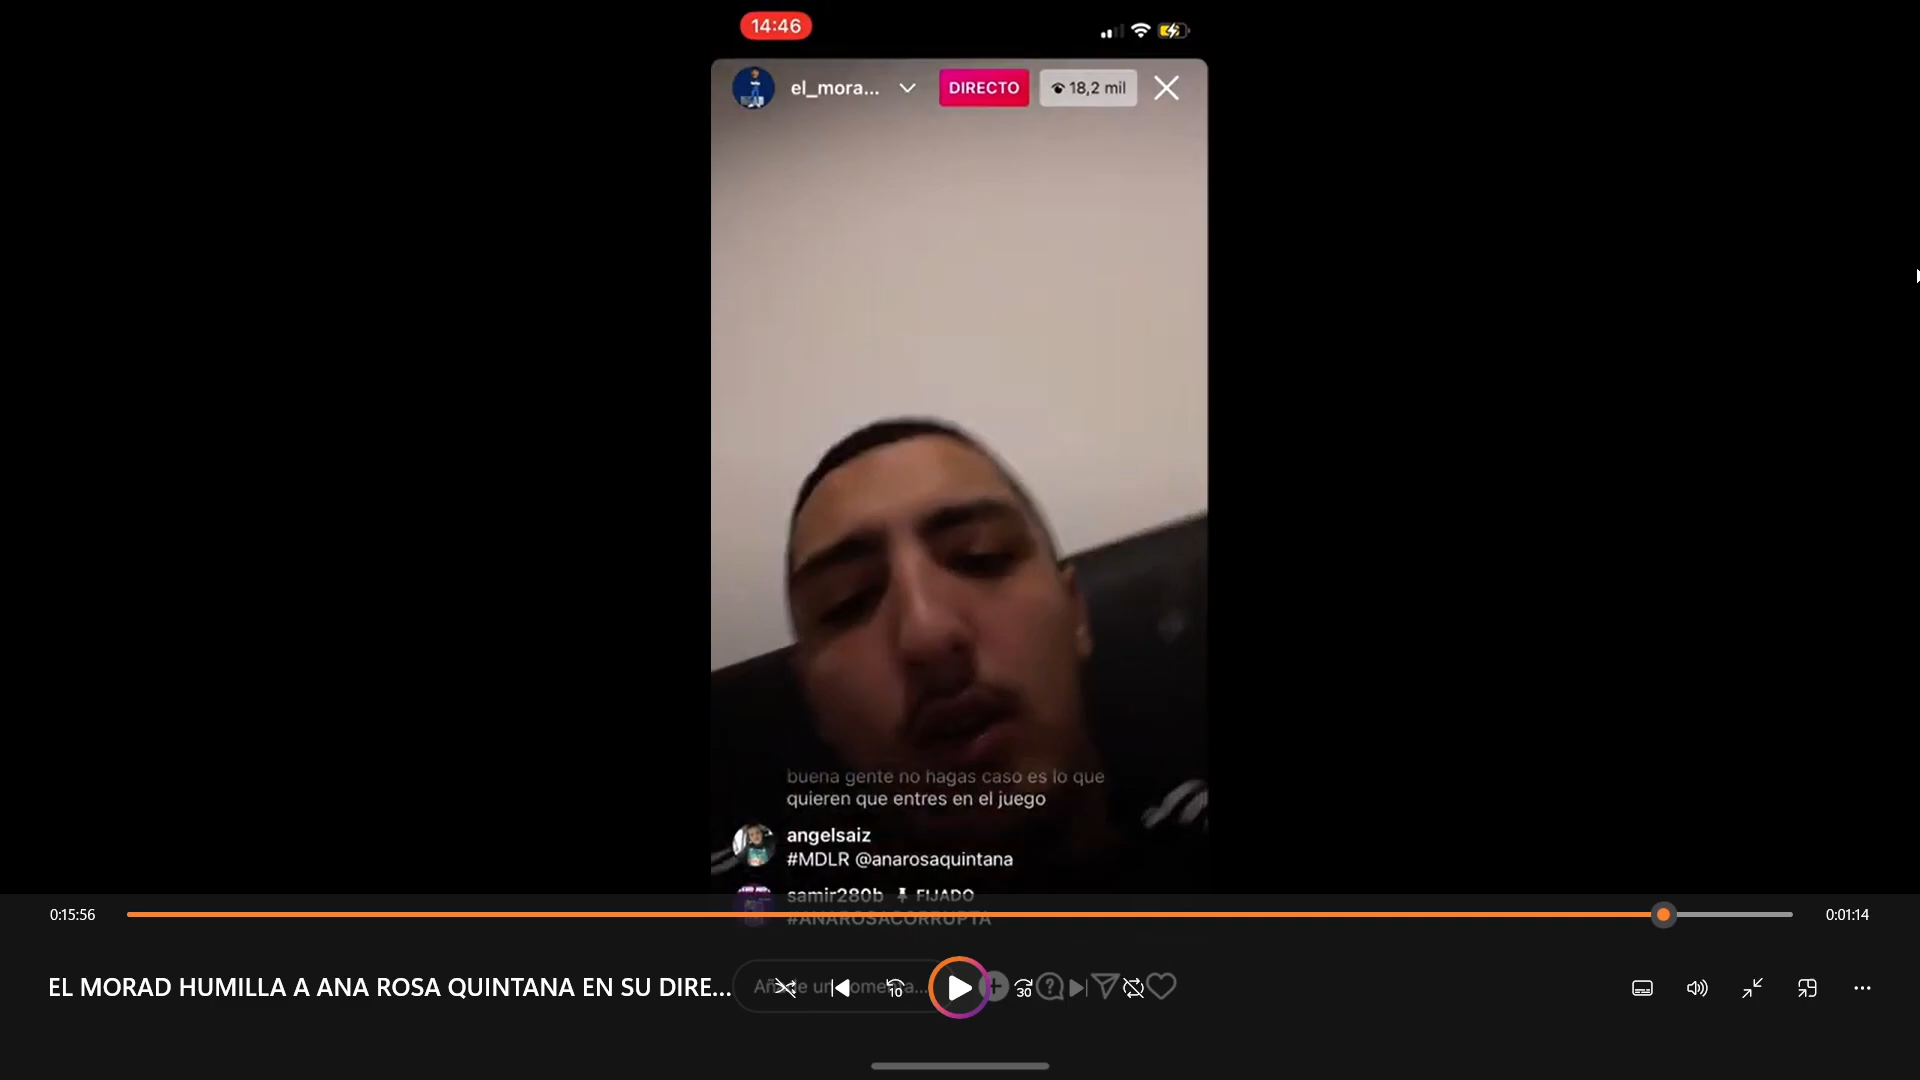 14:46
el_mora...
DIRECTO
18,2 mil
buena gente no hagas caso es lo que
quieren que entres en el juego
angelsaiz
#MDLR @anarosaquintana
samir280b FIJADO
#ANAROSACORRUPTA
0:15:56
0:01:14
EL MORAD HUMILLA A ANA ROSA QUINTANA EN SU DIRE...
10
30